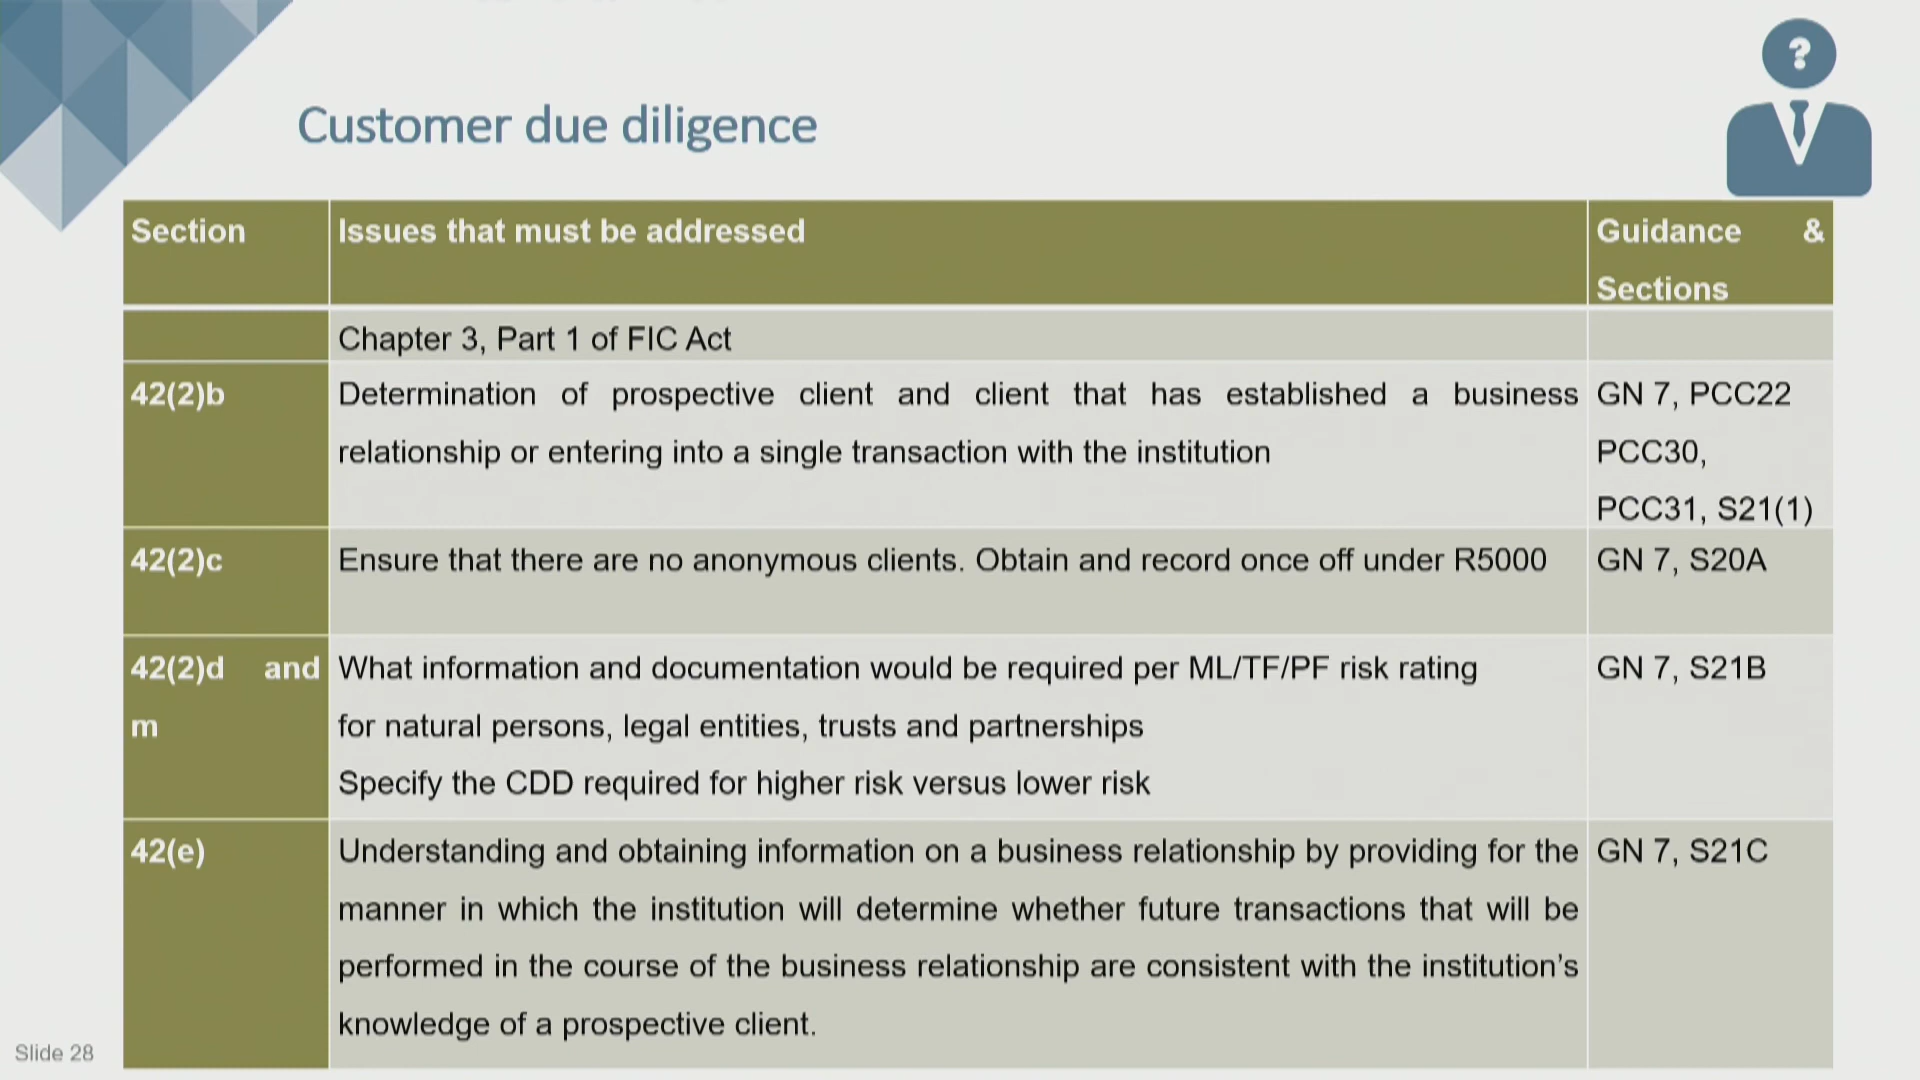 ?
Customer due diligence
Section
Issues that must be addressed
Guidance &
Sections
Chapter 3, Part 1 of FIC Act
42(2)b
Determination of prospective client and client that has established a business
relationship or entering into a single transaction with the institution
GN 7, PCC22
PCC30,
PCC31, S21(1)
42(2)c
Ensure that there are no anonymous clients. Obtain and record once off under R5000
GN 7, S20A
42(2)d and
m
What information and documentation would be required per ML/TF/PF risk rating
for natural persons, legal entities, trusts and partnerships
Specify the CDD required for higher risk versus lower risk
GN 7, S21B
42(e)
Understanding and obtaining information on a business relationship by providing for the
manner in which the institution will determine whether future transactions that will be
performed in the course of the business relationship are consistent with the institution's
knowledge of a prospective client.
GN 7, S21C
Slide 28